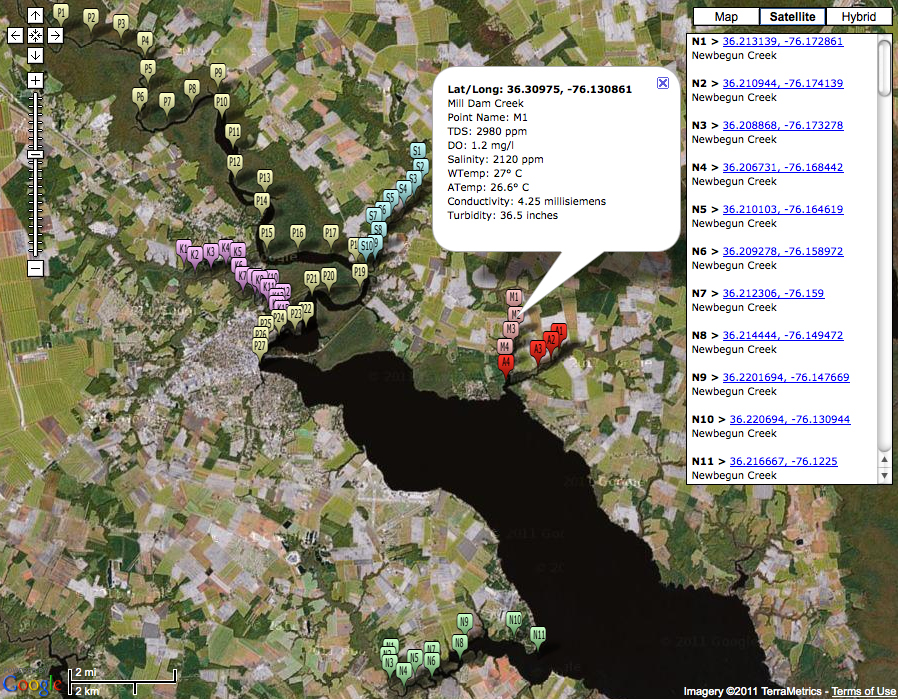 Map
Satellite
Hybrid
N1 > 36.213139, -76.172861
Newbegun Creek
N2 > 36.210944, -76.174139
Newbegun Creek
N3 > 36.208868, -76.173278
Newbegun Creek
N4 > 36.206731, -76.168442
Newbegun Creek
N5 > 36.210103, -76.164619
Newbegun Creek
N6 > 36.209278, -76.158972
Newbegun Creek
N7 > 36.212306, -76.159
Newbegun Creek
N8 > 36.214444, -76.149472
Newbegun Creek
N9 > 36.2201694, -76.147669
Newbegun Creek
N10 > 36.220694, -76.130944
Newbegun Creek
N11 > 36.216667, -76.1225
Newbegun Creek
Lat/Long: 36.30975, -76.130861
Mill Dam Creek
Point Name: M1
TDS: 2980 ppm
DO: 1.2 mg/l
Salinity: 2120 ppm
WTemp: 27° C
ATemp: 26.6° C
Conductivity: 4.25 millisiemens
Turbidity: 36.5 inches
P1
P2
P3
P4
P5
P6
P7
P8
P9
P10
P11
P12
P13
P14
P15
P16
P17
P19
P20
P21
P23
P24
P25
P26
P27
S1
S2
S3
S4
S5
S7
S8
S10
K1
K2
K3
K4
K5
K6
K7
M1
M2
M3
M4
A1
A2
A3
A4
N3
N4
N5
N6
N7
N8
N9
N10
N11
Google
2 mi
2 km
Imagery ©2011 TerraMetrics - Terms of Use